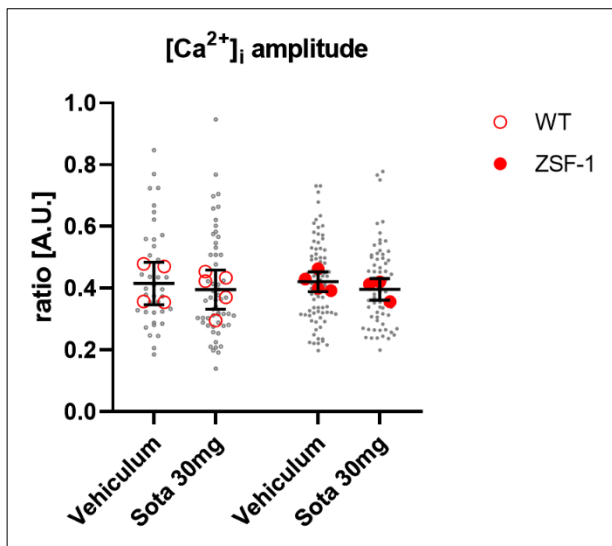 [Ca²⁺]ᵢ amplitude
WT
ZSF-1
ratio [A.U.]
1.0
0.8
0.6
0.4
0.2
0.0
Vehiculum
Sota 30mg
Vehiculum
Sota 30mg